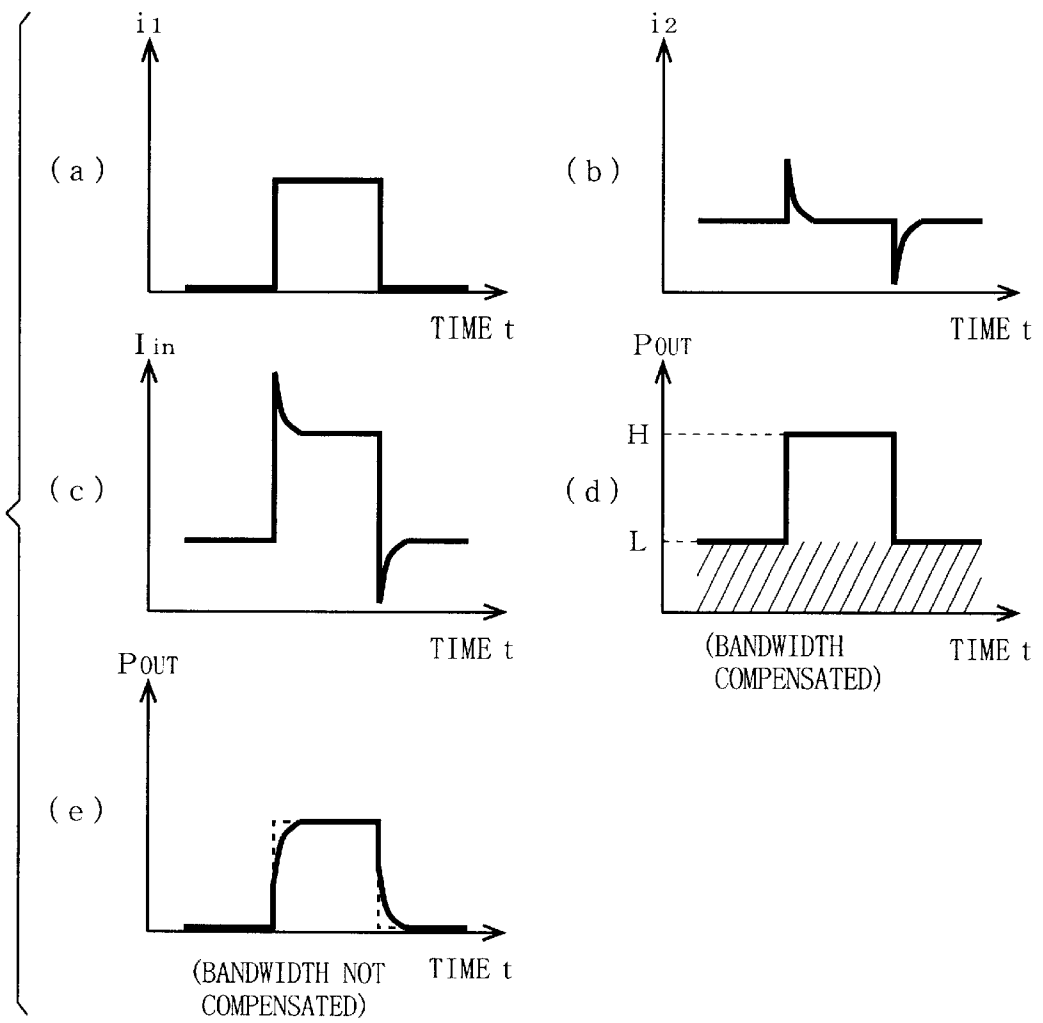 i1
(a)
TIME t
i2
(b)
TIME t
Iin
(c)
TIME t
POUT
H
(d)
L
(BANDWIDTH
COMPENSATED)
TIME t
POUT
(e)
(BANDWIDTH NOT
COMPENSATED)
TIME t